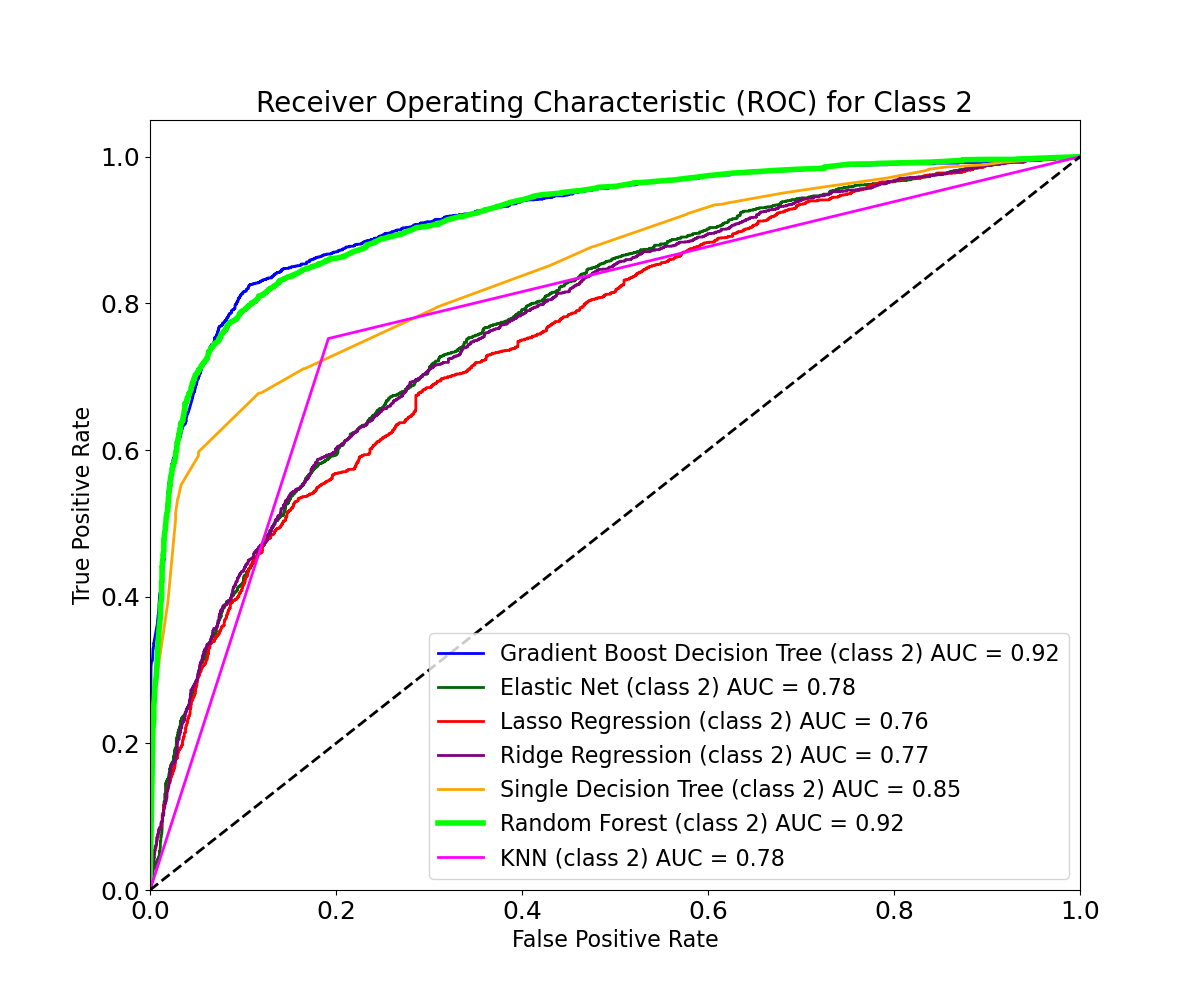 Receiver Operating Characteristic (ROC) for Class 2
1.0
0.8
0.6
0.4
0.2
0.0
True Positive Rate
Gradient Boost Decision Tree (class 2) AUC = 0.92
Elastic Net (class 2) AUC = 0.78
Lasso Regression (class 2) AUC = 0.76
Ridge Regression (class 2) AUC = 0.77
Single Decision Tree (class 2) AUC = 0.85
Random Forest (class 2) AUC = 0.92
KNN (class 2) AUC = 0.78
0.0 0.2 0.4 0.6 0.8 1.0
False Positive Rate